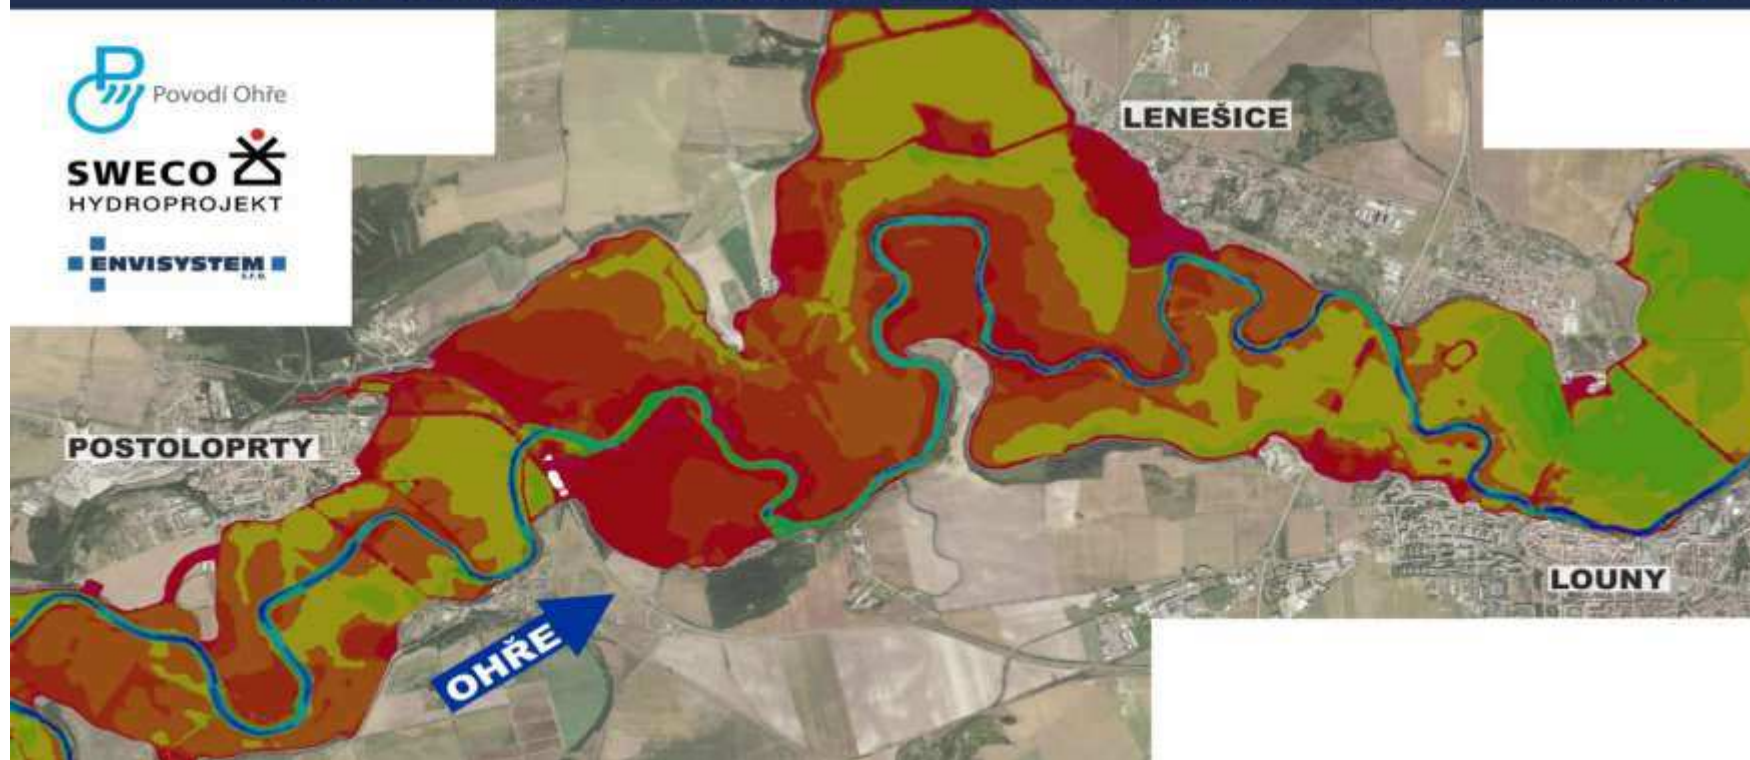 Povodí Ohře
SWECO
HYDROPROJEKT
ENVISYSTEM
s.r.o.
LENEŠICE
POSTOLOPRTY
LOUNY
OHŘE